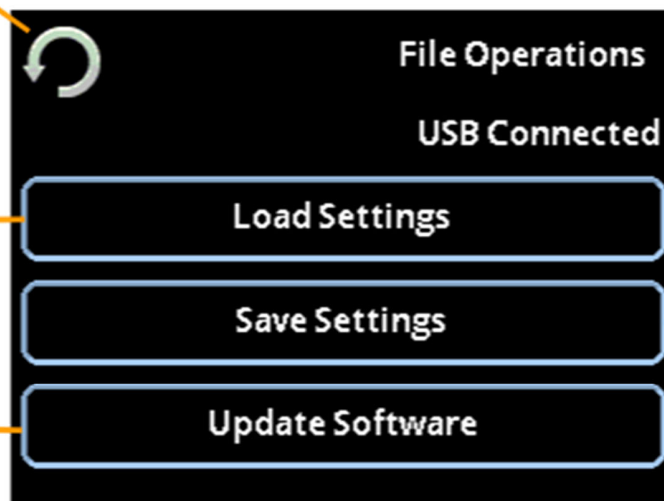 File Operations
USB Connected
Load Settings
Save Settings
Update Software